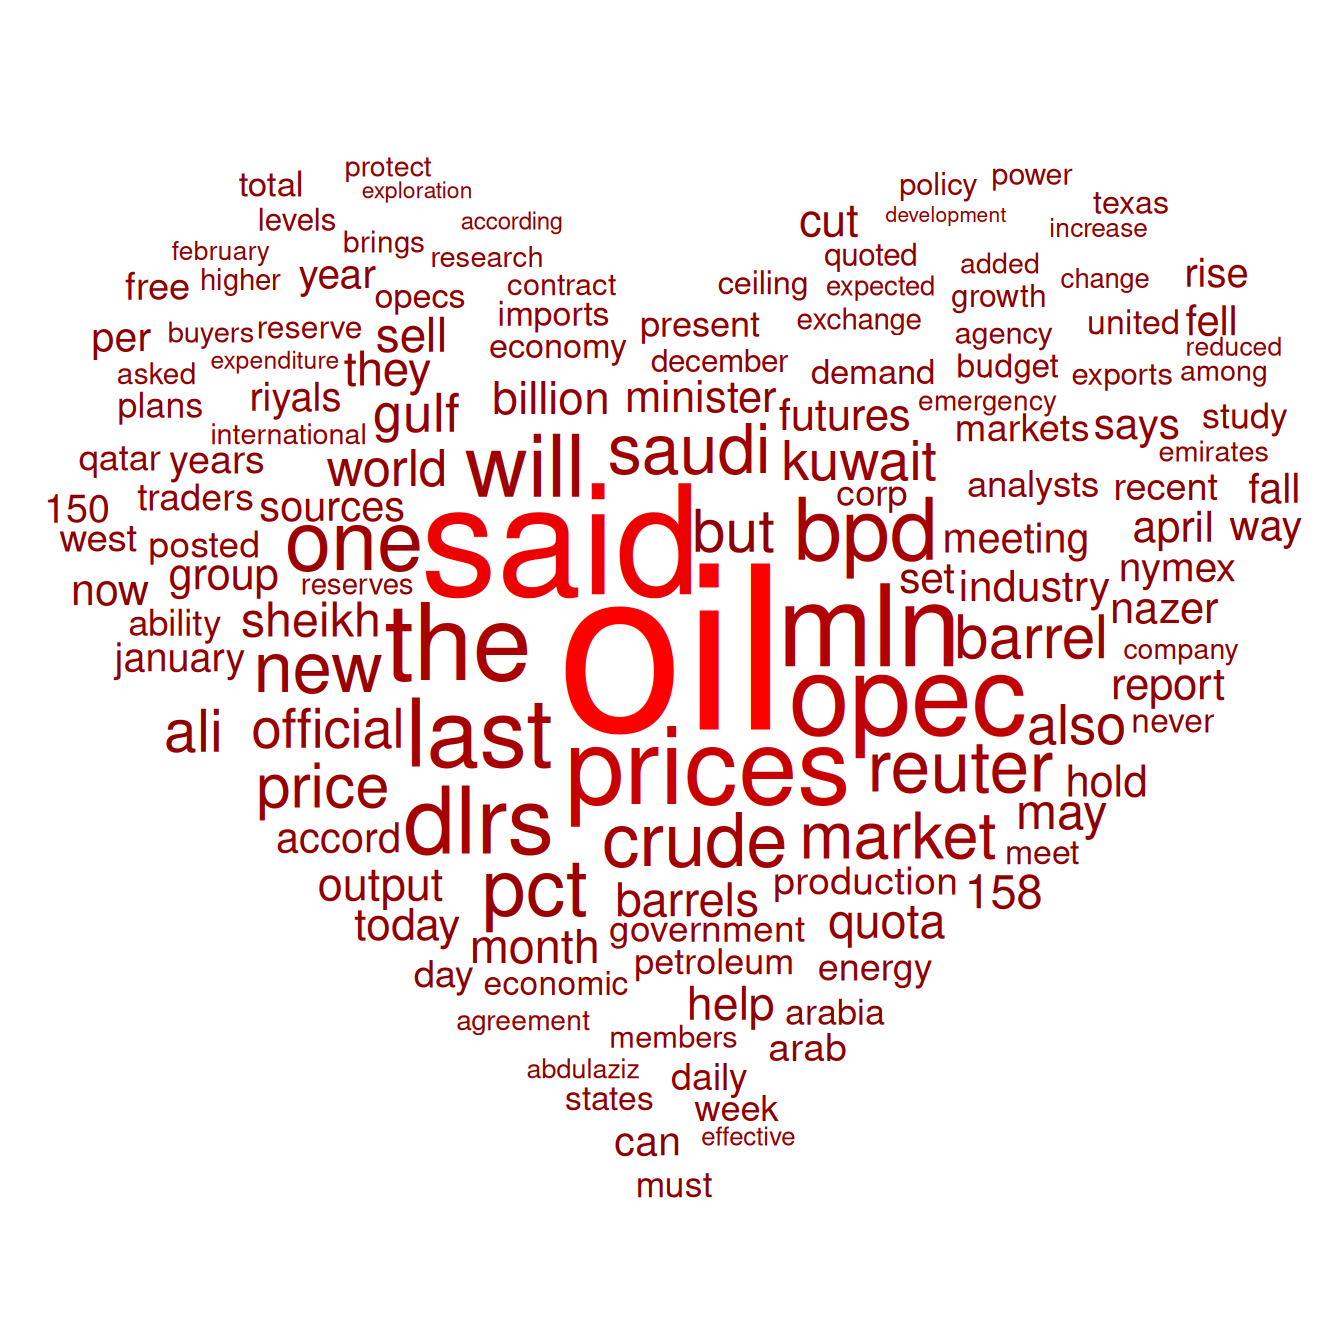 protect
total
exploration
policy
power
texas
levels
according
cut
development
increase
february
brings
research
quoted
added
free
higher
year
opecs
contract
ceiling
expected
growth
change
rise
per
buyers
reserve
sell
imports
present
exchange
united
fell
asked
expenditure
they
economy
december
agency
reduced
plans
riyals
gulf
billion
minister
demand
budget
exports
among
international
futures
emergency
markets
says
study
qatar
years
world
will
saudi
kuwait
emirates
150
traders
sources
corp
analysts
recent
fall
west
posted
one
said
but
bpd
meeting
april
way
now
group
reserves
set
industry
nymex
ability
sheikh
the
oil
mln
barrel
nazer
january
new
company
ali
official
last
opec
also
report
never
price
prices
reuter
hold
accord
dlrs
crude
market
may
meet
output
pct
barrels
production
158
today
month
government
quota
day
economic
petroleum
energy
agreement
help
arabia
members
arab
abdulaziz
daily
states
week
can
effective
must